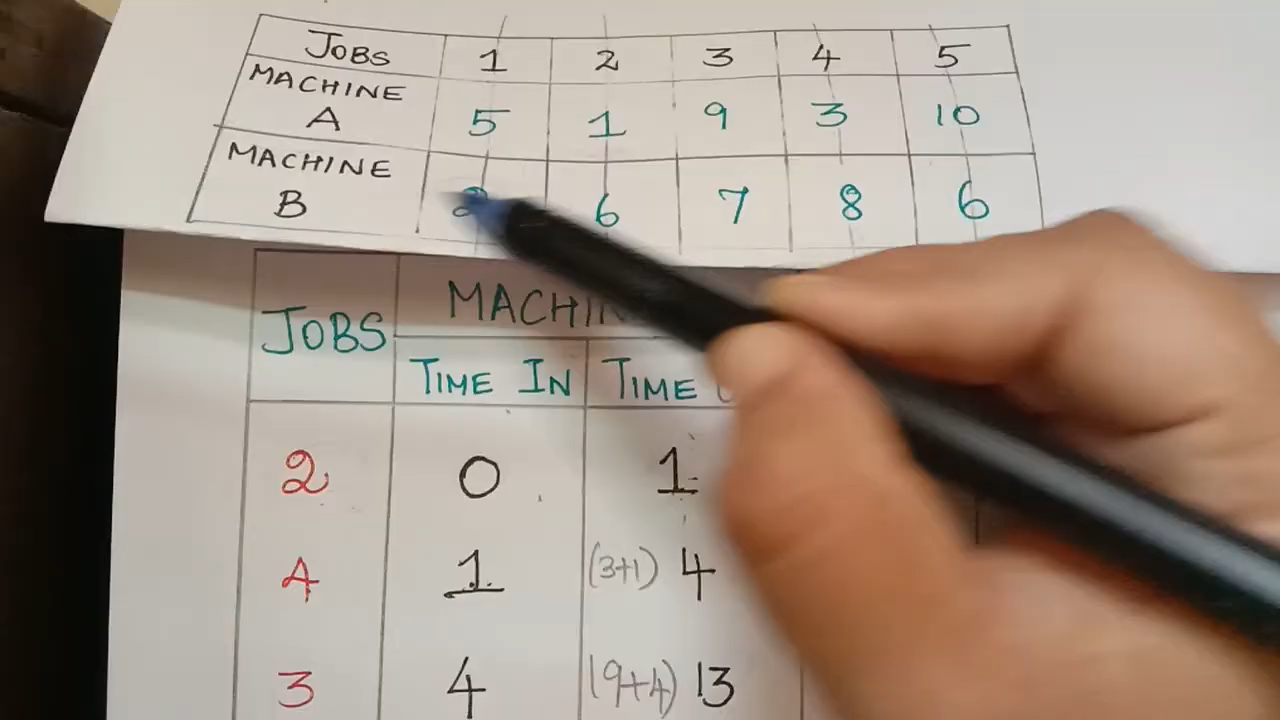 JOBS 1 2 3 4 5
MACHINE A 5 1 9 3 10
MACHINE B 2 6 7 8 6
JOBS
TIME IN TIME
2 0 1
4 1 (3+1) 4
3 4 (9+4) 13